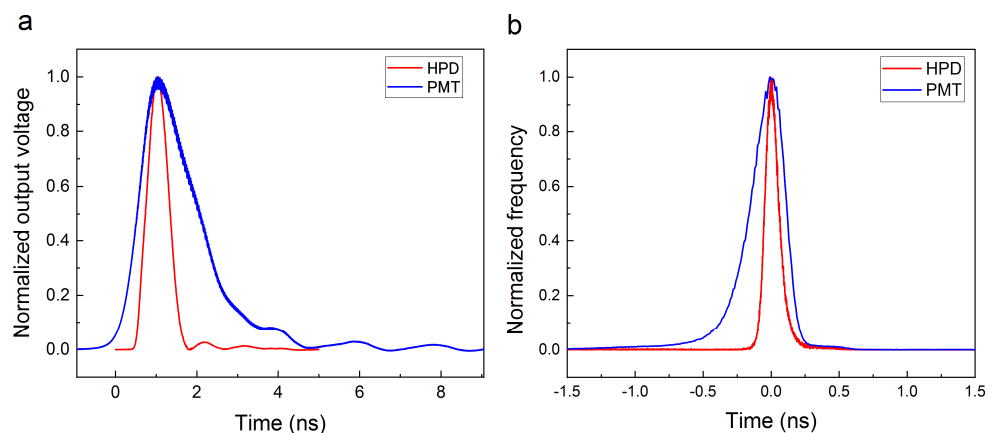 a
HPD
PMT
1.0
0.8
0.6
0.4
0.2
0.0
0
2
4
6
8
Normalized output voltage
Time (ns)
b
HPD
PMT
1.0
0.8
0.6
0.4
0.2
0.0
-1.5
-1.0
-0.5
0.0
0.5
1.0
1.5
Normalized frequency
Time (ns)